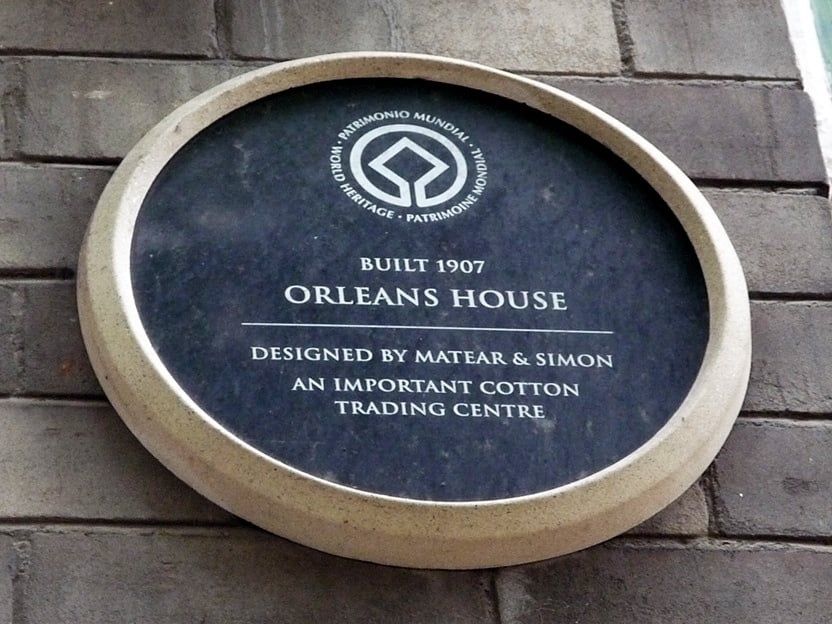 PATRIMONIO MUNDIAL • WORLD HERITAGE • PATRIMOINE MONDIAL •
BUILT 1907
ORLEANS HOUSE
DESIGNED BY MATEAR & SIMON
AN IMPORTANT COTTON
TRADING CENTRE